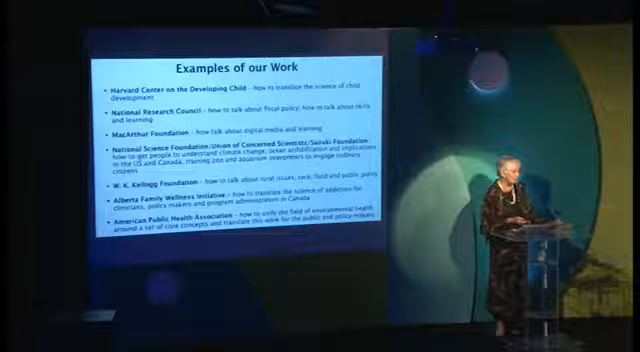 Examples of our Work
• Harvard Center on the Developing Child - how to translate the science of child
development
• National Research Council - how to talk about fiscal policy; how to talk about skills
and learning
• MacArthur Foundation - how talk about digital media and learning
• National Science Foundation/Union of Concerned Scientists/Suzuki Foundation:
how to get people to understand climate change, ocean acidification and implications
in the US and Canada, training zoo and aquarium interpreters to engage ordinary
citizens
• W. K. Kellogg Foundation - how to talk about rural issues, race; food and public policy
• Alberta Family Wellness Initiative - how to translate the science of addiction for
clinicians, policy makers and program administrators in Canada
• American Public Health Association - how to unify the field of environmental health
around a set of core concepts and translate this work for the public and policy makers